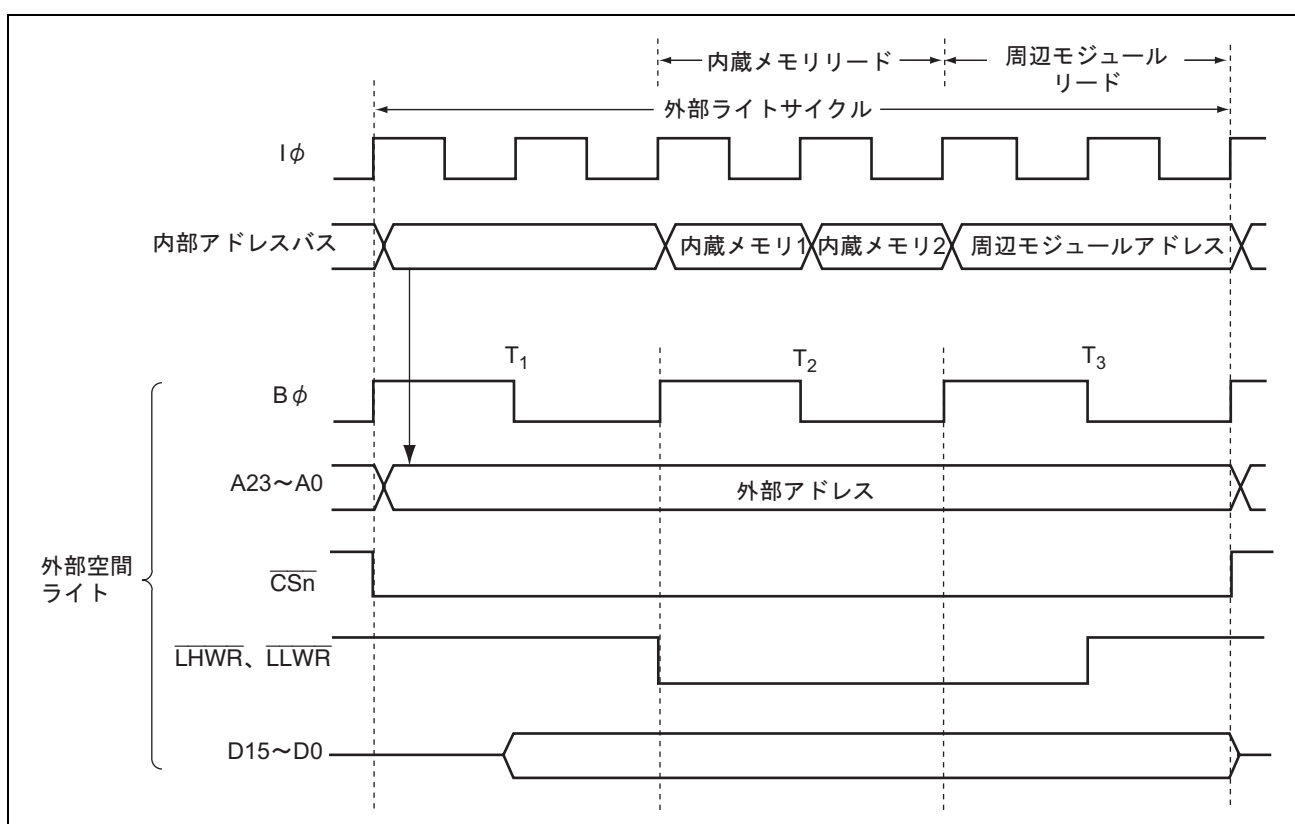 内蔵メモリリード
周辺モジュール
リード
外部ライトサイクル
Iφ
内部アドレスバス
内蔵メモリ1
内蔵メモリ2
周辺モジュールアドレス
T1
T2
T3
Bφ
A23～A0
外部アドレス
外部空間
ライト
CSn
LHWR、LLWR
D15～D0